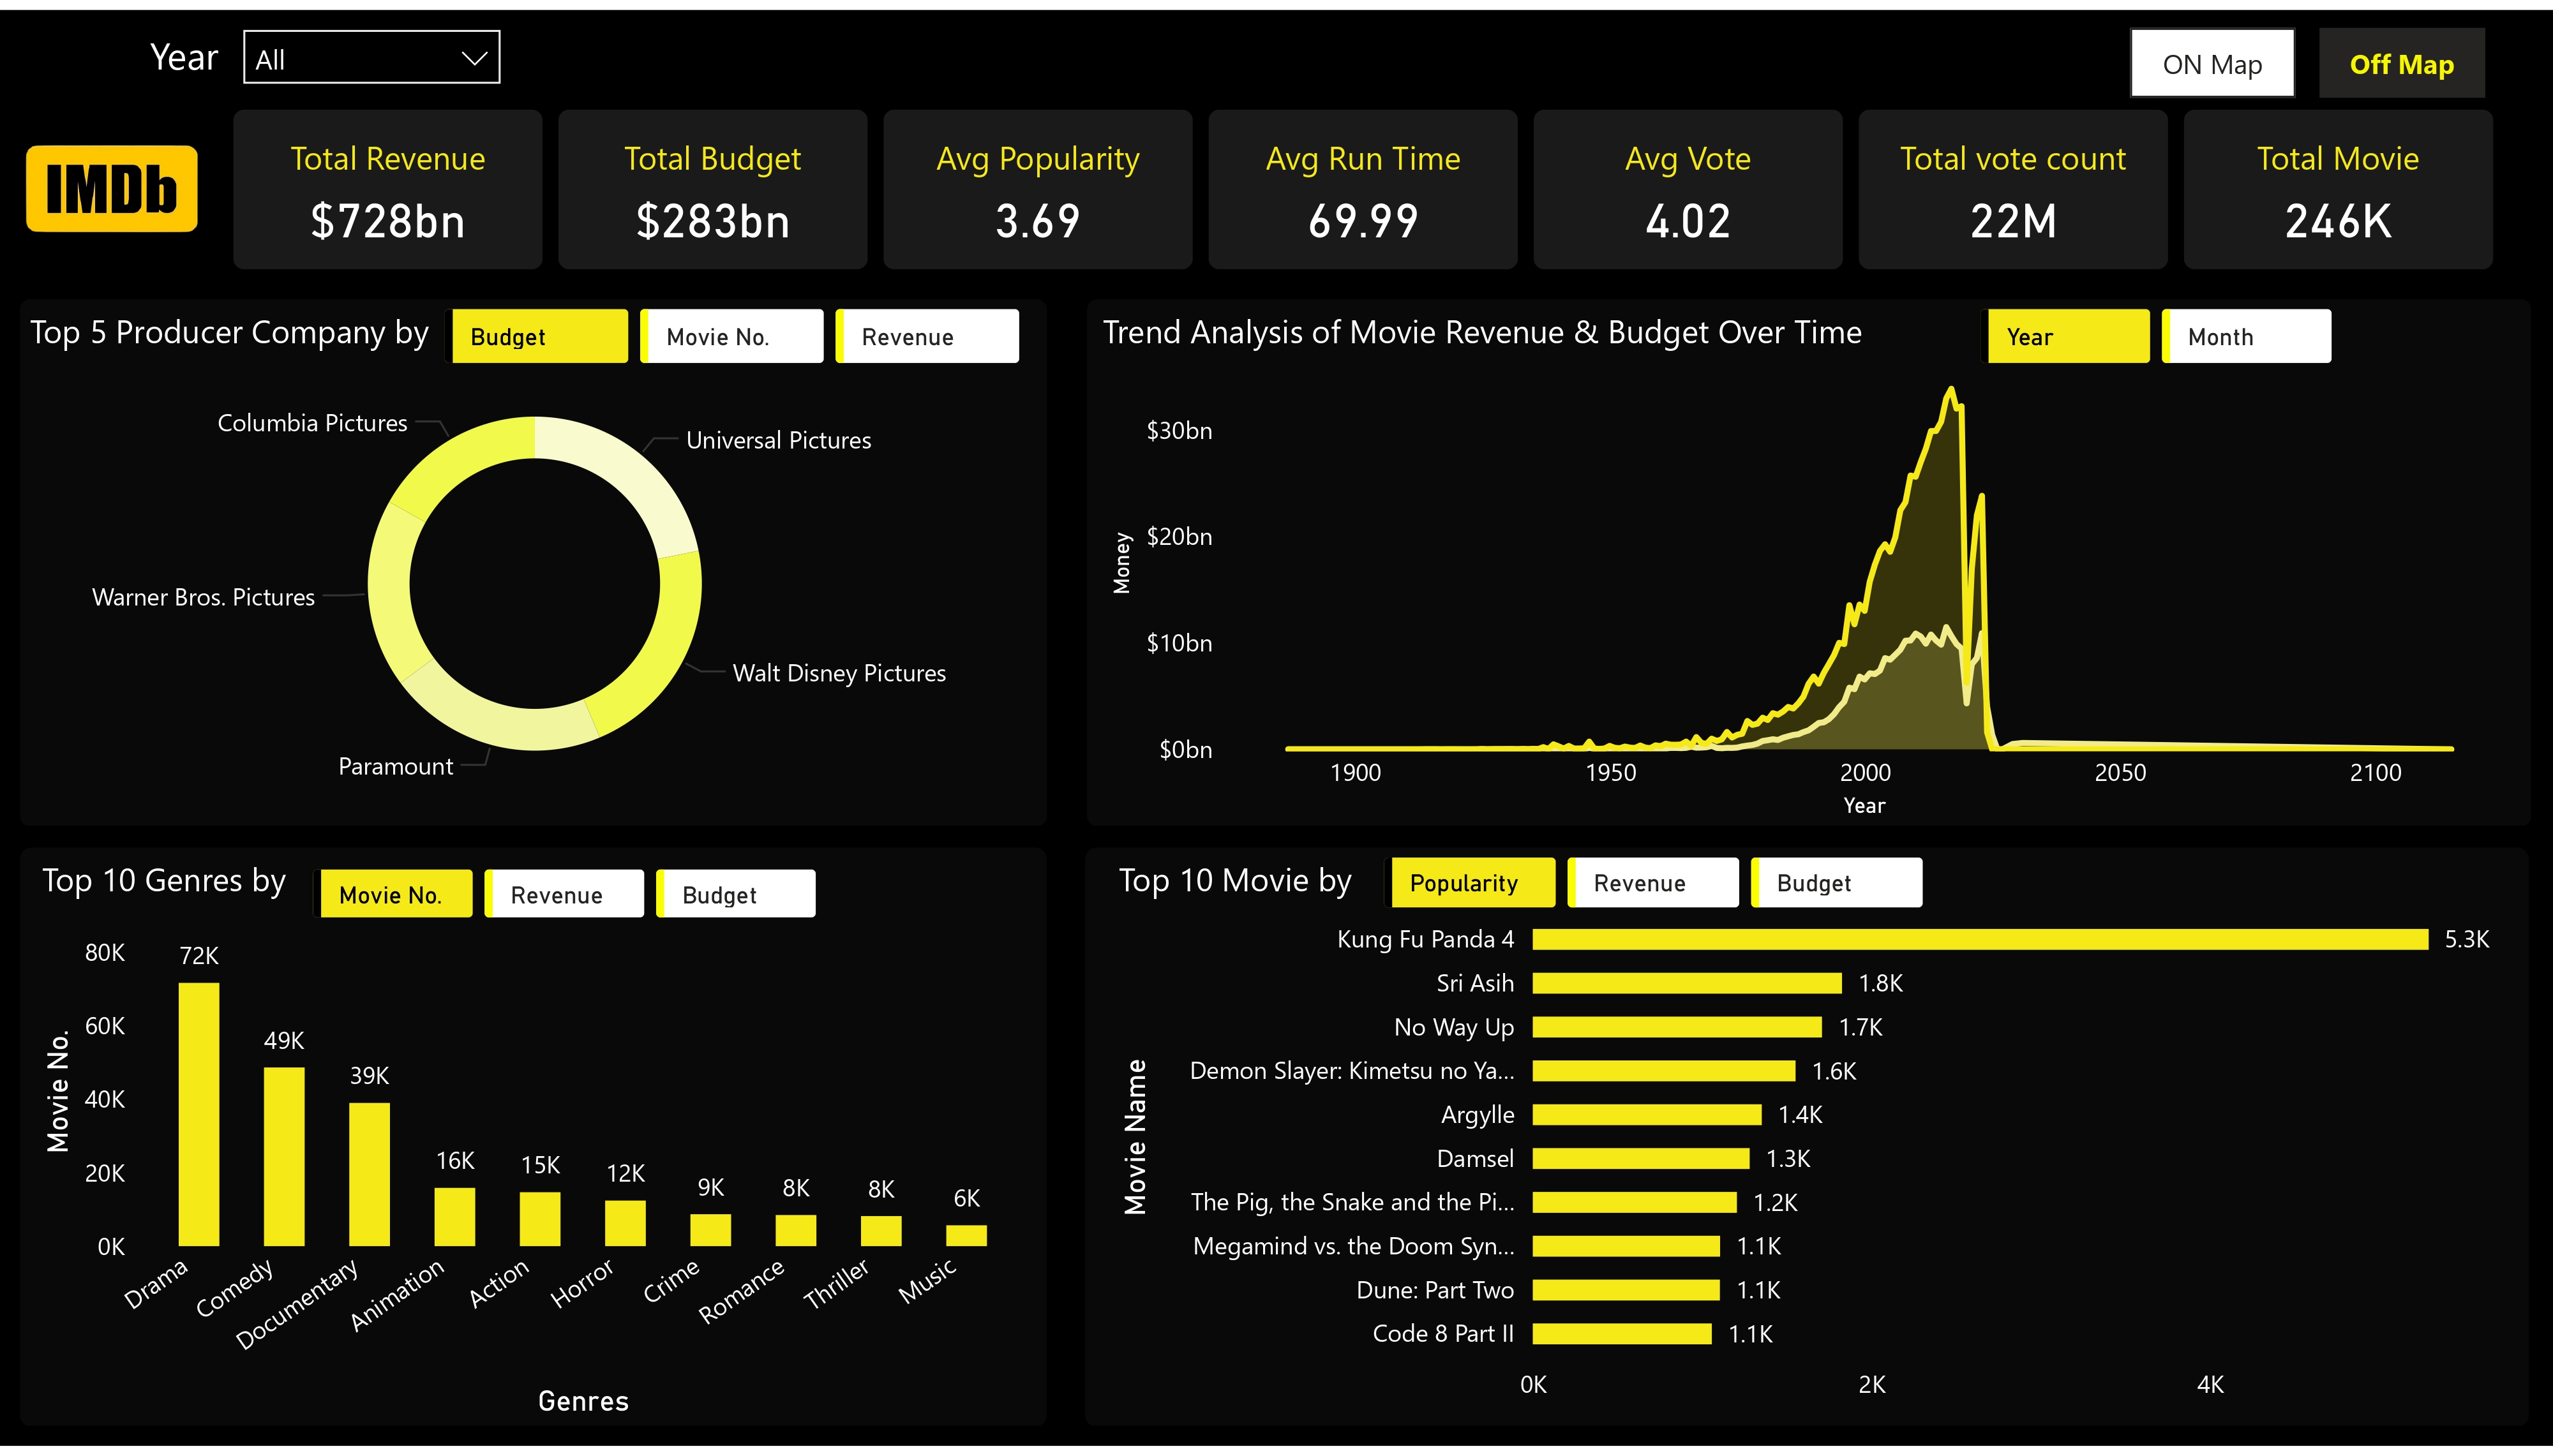 Year All ON Map Off Map
IMDb
Total Revenue
$728bn
Total Budget
$283bn
Avg Popularity
3.69
Avg Run Time
69.99
Avg Vote
4.02
Total vote count
22M
Total Movie
246K
Top 5 Producer Company by Budget Movie No. Revenue
Columbia Pictures
Universal Pictures
Warner Bros. Pictures
Walt Disney Pictures
Paramount
Trend Analysis of Movie Revenue & Budget Over Time Year Month
Money
$30bn
$20bn
$10bn
$0bn
1900 1950 2000 2050 2100
Year
Top 10 Genres by Movie No. Revenue Budget
Movie No.
80K
60K
40K
20K
0K
72K
49K
39K
16K
15K
12K
9K
8K
8K
6K
Drama
Comedy
Documentary
Animation
Action
Horror
Crime
Romance
Thriller
Music
Genres
Top 10 Movie by Popularity Revenue Budget
Movie Name
Kung Fu Panda 4 5.3K
Sri Asih 1.8K
No Way Up 1.7K
Demon Slayer: Kimetsu no Ya... 1.6K
Argylle 1.4K
Damsel 1.3K
The Pig, the Snake and the Pi... 1.2K
Megamind vs. the Doom Syn... 1.1K
Dune: Part Two 1.1K
Code 8 Part II 1.1K
0K 2K 4K